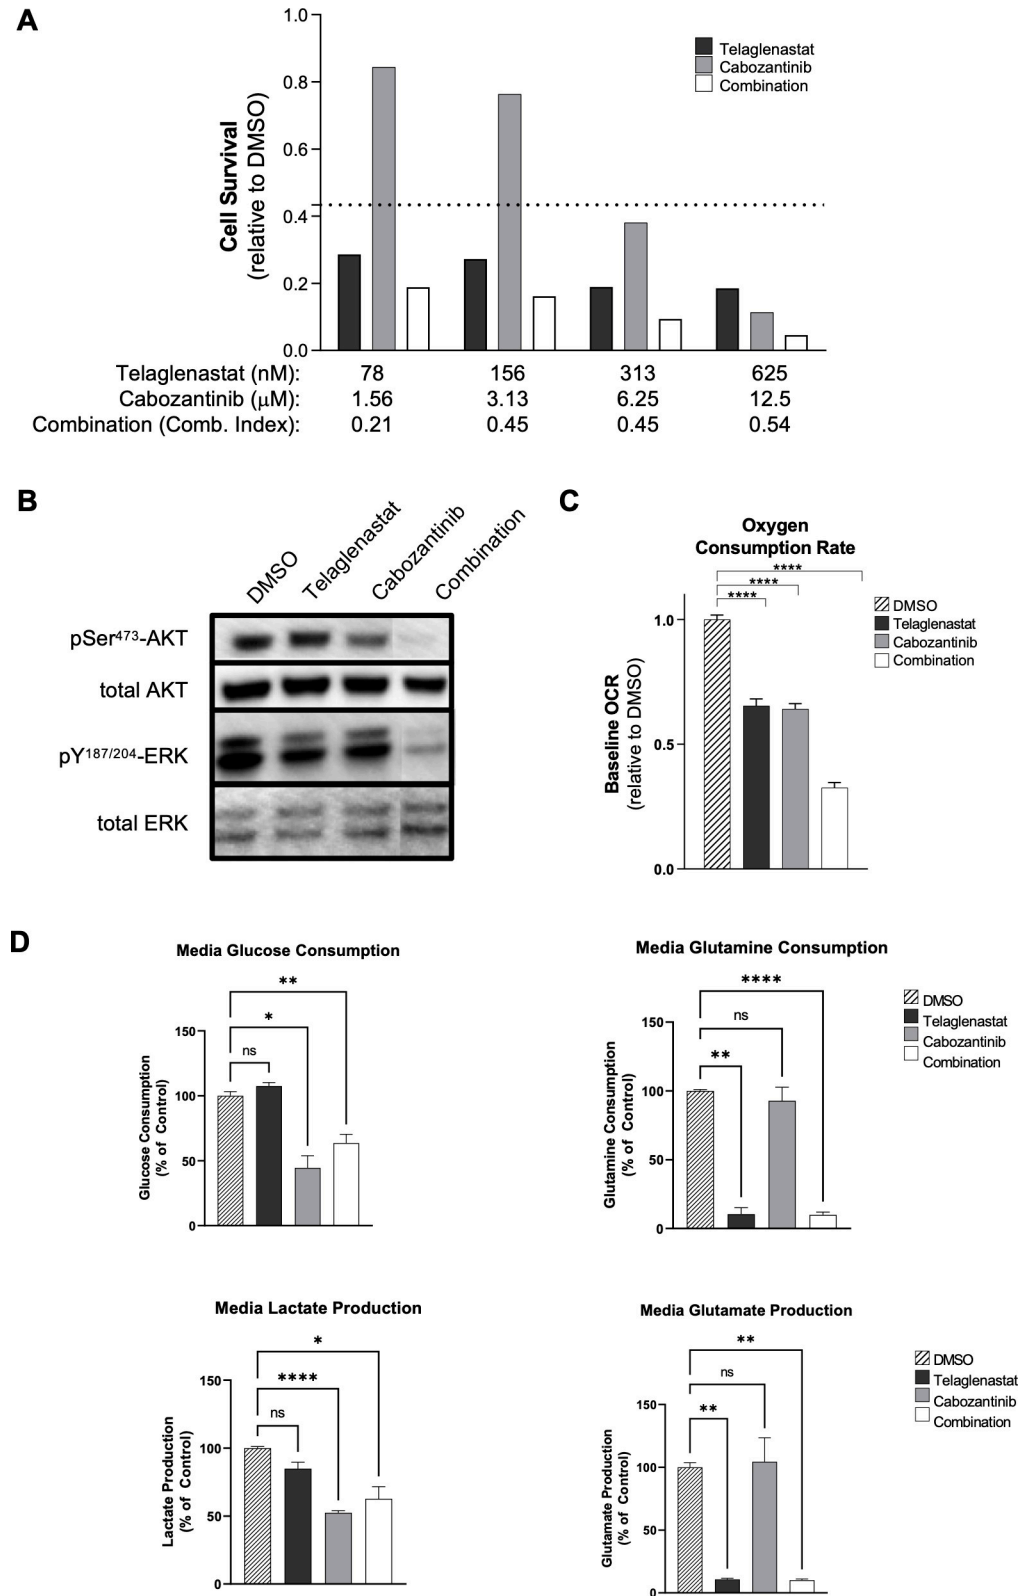 A
1.0
0.8
0.6
0.4
0.2
0.0
Cell Survival
(relative to DMSO)
Telaglenastat
Cabozantinib
Combination
Telaglenastat (nM): 78 156 313 625
Cabozantinib (μM): 1.56 3.13 6.25 12.5
Combination (Comb. Index): 0.21 0.45 0.45 0.54
B
DMSO
Telaglenastat
Cabozantinib
Combination
pSer⁴⁷³-AKT
total AKT
pY¹⁸⁷/²⁰⁴-ERK
total ERK
C
Oxygen
Consumption Rate
****
****
****
1.0
0.5
0.0
Baseline OCR
(relative to DMSO)
DMSO
Telaglenastat
Cabozantinib
Combination
D
Media Glucose Consumption
**
*
ns
150
100
50
0
Glucose Consumption
(% of Control)
Media Glutamine Consumption
****
ns
**
150
100
50
0
Glutamine Consumption
(% of Control)
DMSO
Telaglenastat
Cabozantinib
Combination
Media Lactate Production
*
****
ns
150
100
50
0
Lactate Production
(% of Control)
Media Glutamate Production
**
ns
**
150
100
50
0
Glutamate Production
(% of Control)
DMSO
Telaglenastat
Cabozantinib
Combination